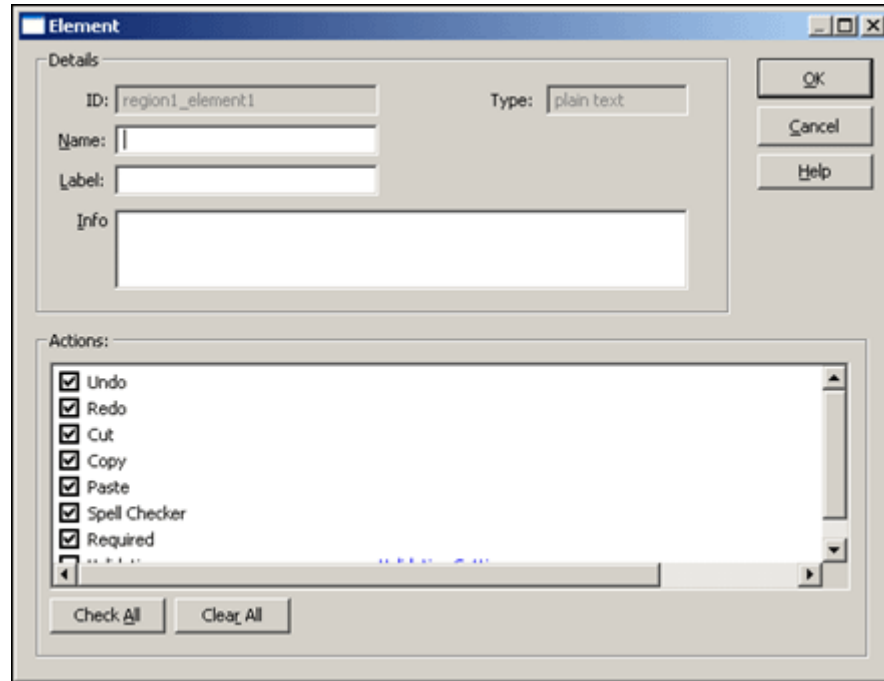 Element
Details
ID: region1_element1 Type: plain text
OK
Name:
Cancel
Label:
Help
Info
Actions:
Undo
Redo
Cut
Copy
Paste
Spell Checker
Required
Check All Clear All